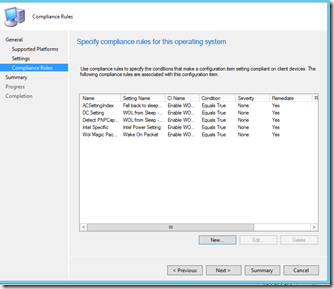 Compliance Rules
General
Supported Platforms
Settings
Compliance Rules
Summary
Progress
Completion
Specify compliance rules for this operating system
Use compliance rules to specify the conditions that make a configuration item setting compliant on client devices. The
following compliance rules are associated with this configuration item.
Name Setting Name CI Name Condition Severity Remediate
ACSettingIndex Fall back to sleep... Enable WO... Equals True None Yes
DC Setting WOL from Sleep -... Enable WO... Equals True None Yes
Detect PNPCap... WOL from Sleep -... Enable WO... Equals True None Yes
Intel Specific Intel Power Setting Enable WO... Equals True None Yes
Wol Magic Pac... Wake On Packet Enable WO... Equals True None Yes
New... Edit... Delete
< Previous Next > Summary Cancel